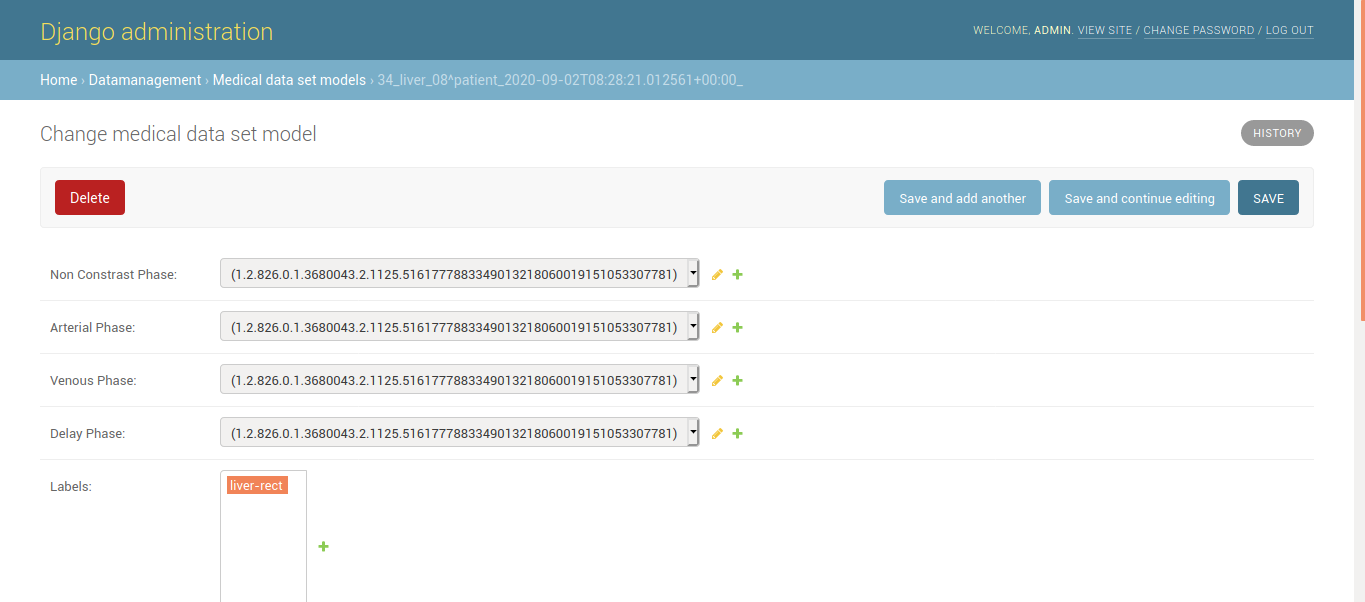 Django administration
WELCOME, ADMIN. VIEW SITE / CHANGE PASSWORD / LOG OUT
Home › Datamanagement › Medical data set models › 34_liver_08^patient_2020-09-02T08:28:21.012561+00:00_
Change medical data set model
HISTORY
Delete
Save and add another
Save and continue editing
SAVE
Non Constrast Phase:
(1.2.826.0.1.3680043.2.1125.5161777883349013218060019151053307781)
Arterial Phase:
(1.2.826.0.1.3680043.2.1125.5161777883349013218060019151053307781)
Venous Phase:
(1.2.826.0.1.3680043.2.1125.5161777883349013218060019151053307781)
Delay Phase:
(1.2.826.0.1.3680043.2.1125.5161777883349013218060019151053307781)
Labels:
liver-rect